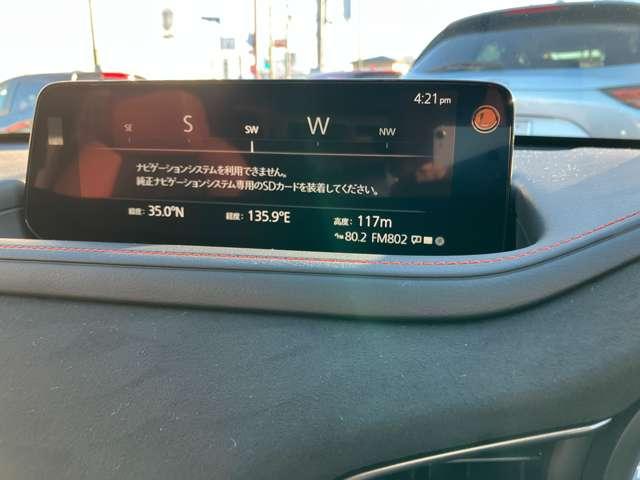 4:21 pm
SE S SW W NW
ナビゲーションシステムを利用できません。
純正ナビゲーションシステム専用のSDカードを装着してください。
緯度: 35.0°N 経度: 135.9°E 高度: 117m
80.2 FM802